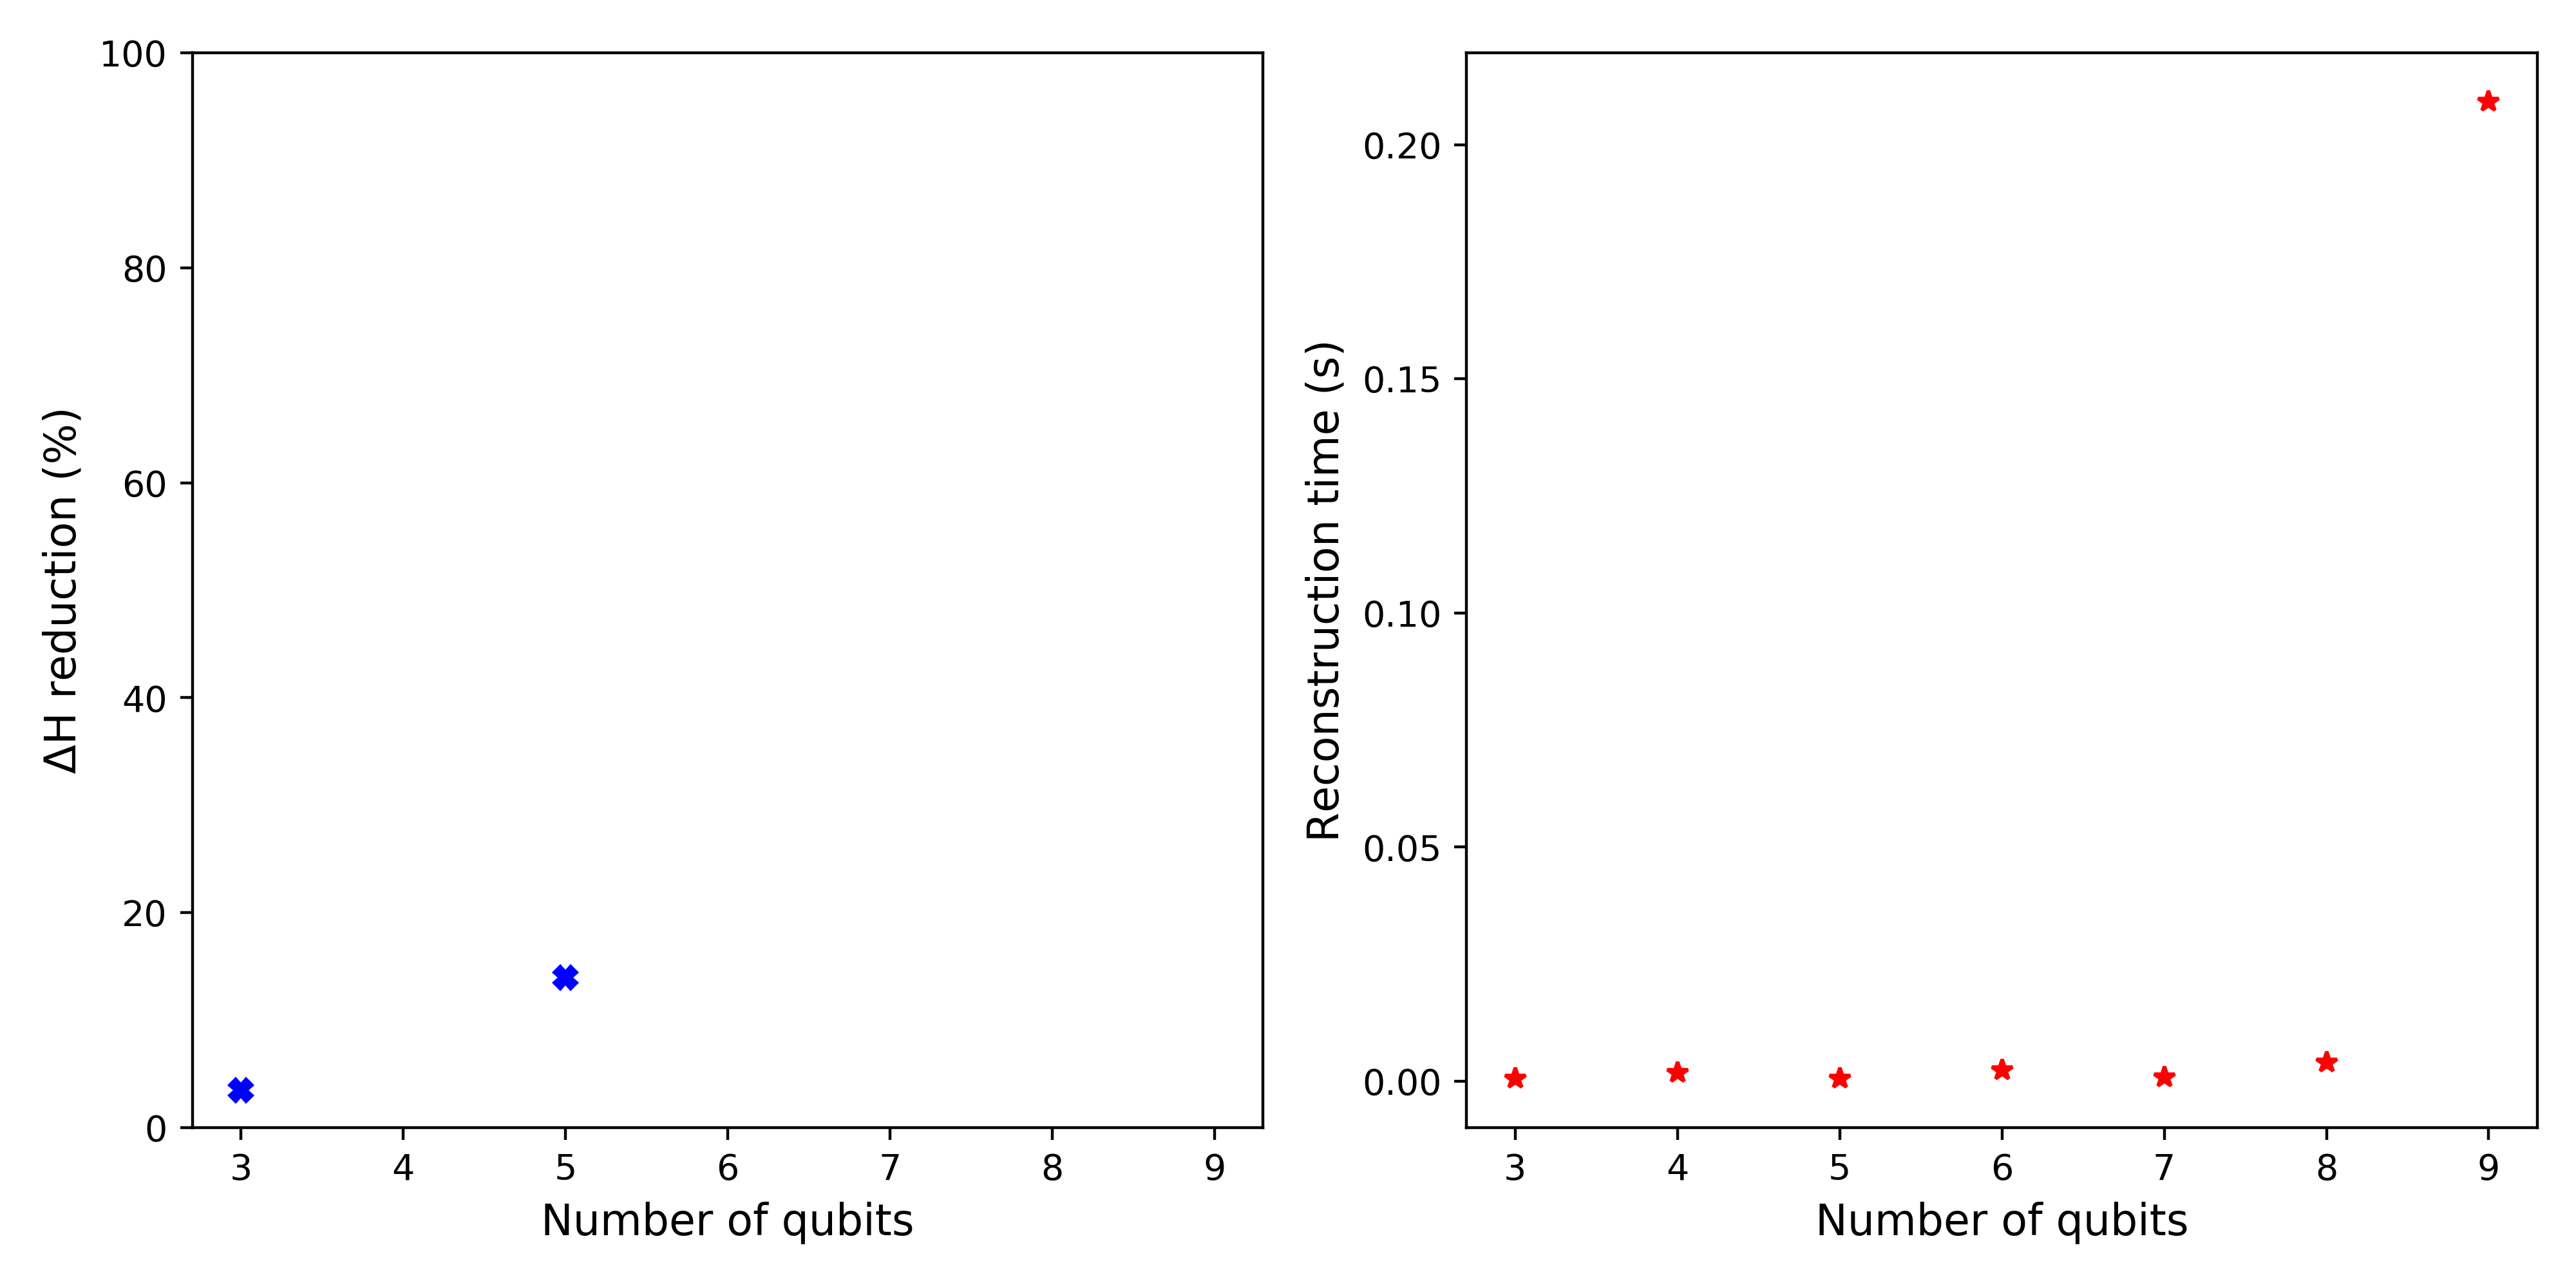 100
80
60
40
20
0
ΔH reduction (%)
3 4 5 6 7 8 9
Number of qubits
0.20
0.15
0.10
0.05
0.00
Reconstruction time (s)
3 4 5 6 7 8 9
Number of qubits